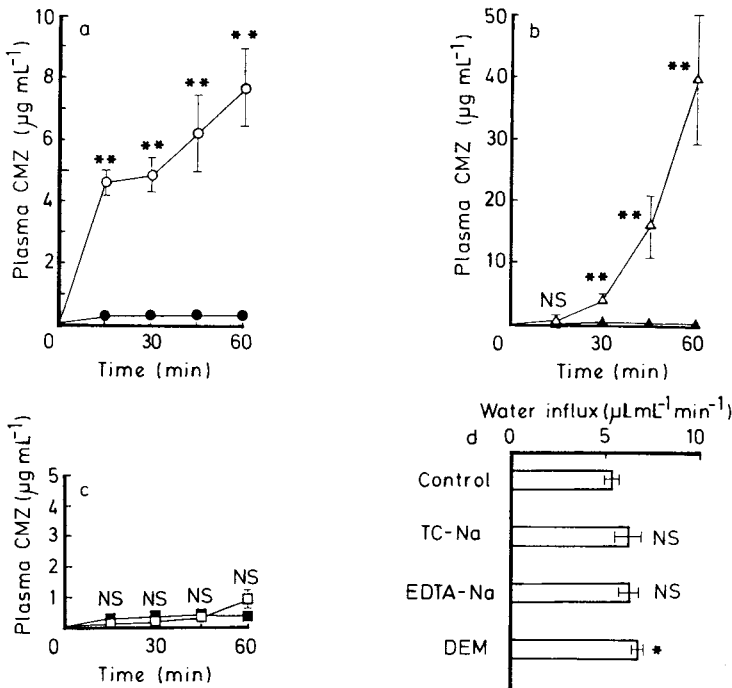 a
Plasma CMZ (µg mL⁻¹)
10
8
6
4
2
0
** ** ** **
0 30 60
Time (min)
b
Plasma CMZ (µg mL⁻¹)
50
40
30
20
10
NS ** ** **
0 30 60
Time (min)
c
Plasma CMZ (µg mL⁻¹)
5
4
3
2
1
NS NS NS NS
0 30 60
Time (min)
Water influx (µL mL⁻¹ min⁻¹)
d 0 5 10
Control
TC-Na NS
EDTA-Na NS
DEM *